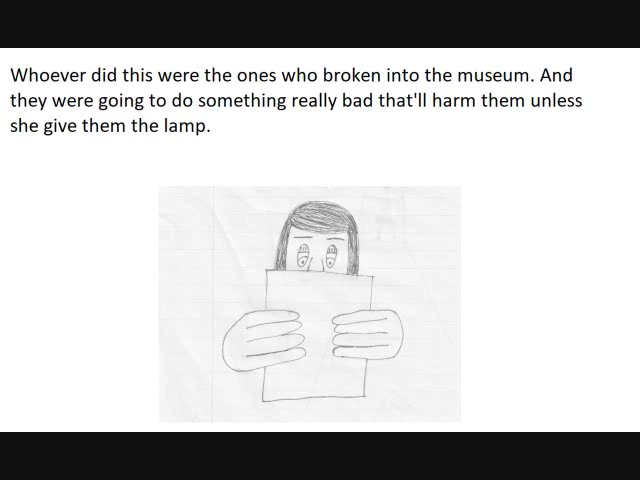 Whoever did this were the ones who broken into the museum. And
they were going to do something really bad that'll harm them unless
she give them the lamp.